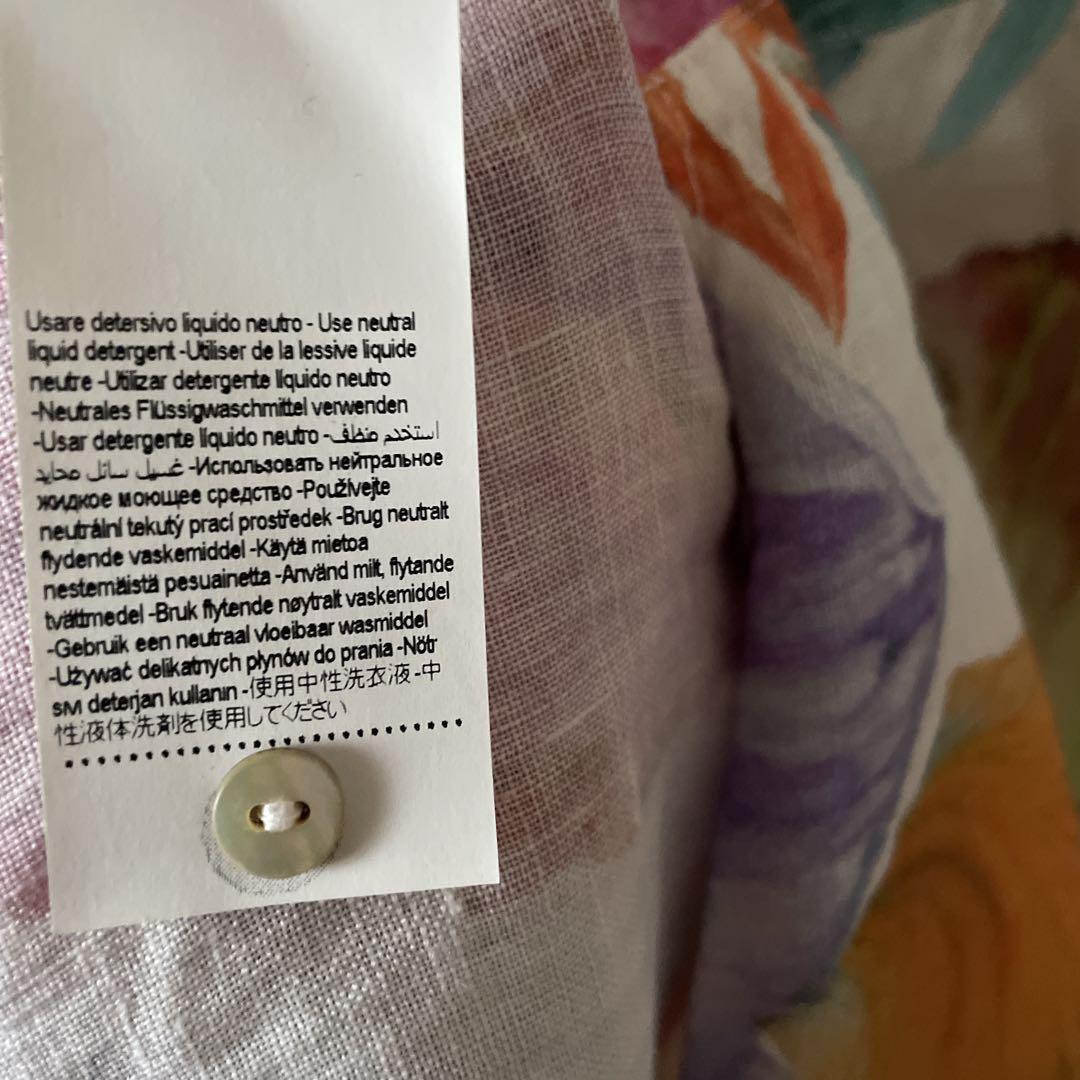 Usare detersivo liquido neutro - Use neutral
liquid detergent -Utiliser de la lessive liquide
neutre -Utilizar detergente líquido neutro
-Neutrales Flüssigwaschmittel verwenden
-Usar detergente líquido neutro -استخدم منظف
غسيل سائل محايد -Использовать нейтральное
жидкое моющее средство -Používejte
neutrální tekutý prací prostředek -Brug neutralt
flydende vaskemiddel -Käytä mietoa
nestemäistä pesuainetta -Använd milt, flytande
tvättmedel -Bruk flytende nøytralt vaskemiddel
-Gebruik een neutraal vloeibaar wasmiddel
-Używać delikatnych płynów do prania -Nötr
sıvı deterjan kullanın -使用中性洗衣液 -中
性液体洗剤を使用してください